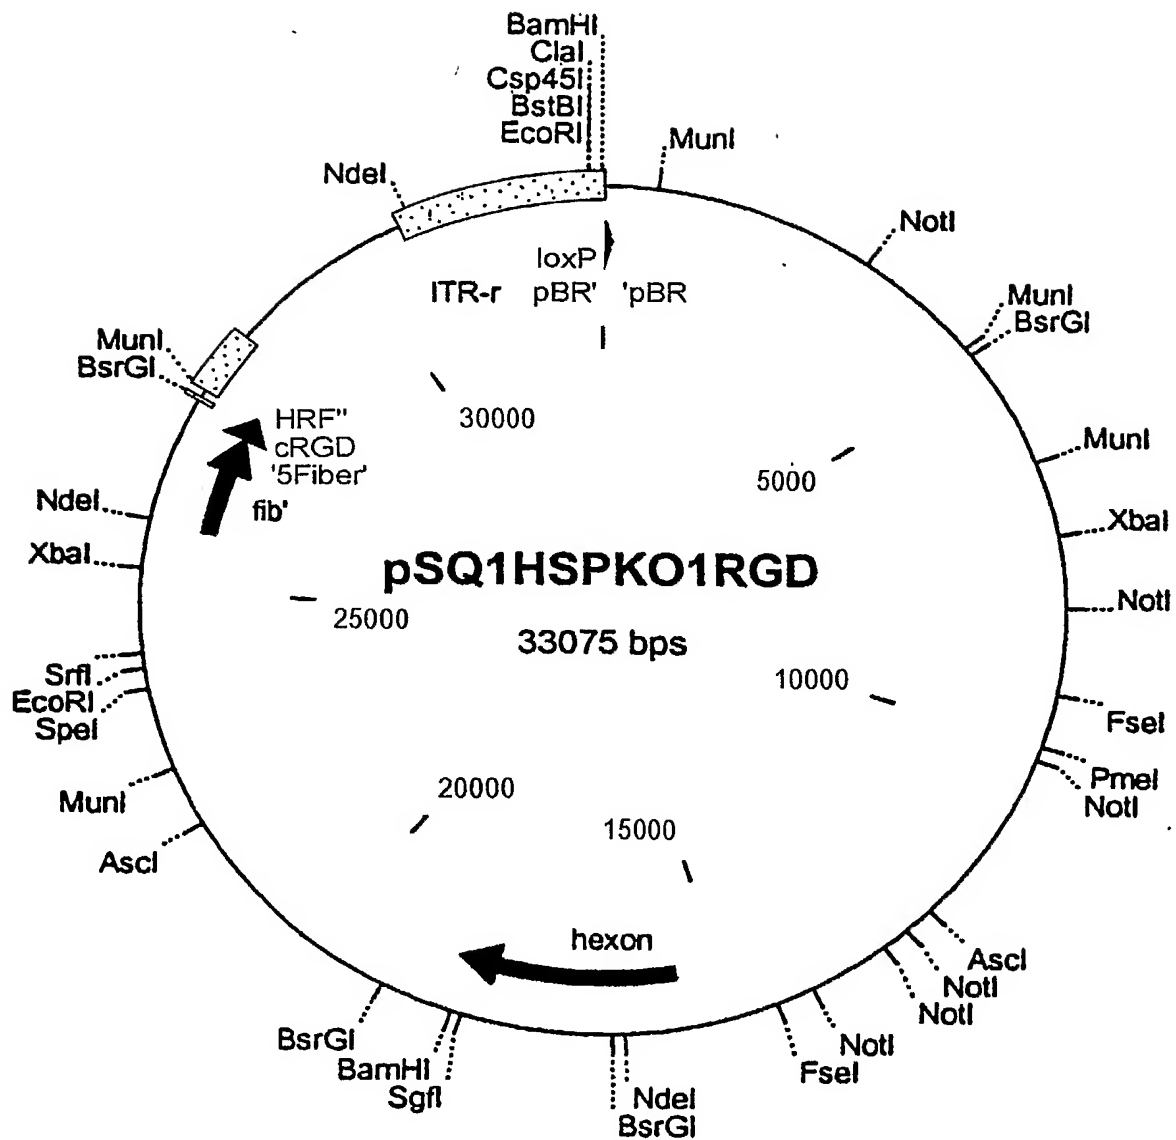 BamHI
ClaI
Csp45I
BstBI
EcoRI
MunI
NdeI
NotI
loxP
ITR-r pBR' 'pBR
MunI
BsrGI
MunI
BsrGI
HRF"
cRGD
'5Fiber'
fib'
30000
5000
MunI
NdeI
XbaI
XbaI
pSQ1HSPKO1RGD
33075 bps
25000
NotI
SrfI
EcoRI
SpeI
10000
FseI
PmeI
NotI
MunI
20000
15000
AscI
hexon
AscI
NotI
NotI
BsrGI
BamHI
SgfI
NotI
FseI
NdeI
BsrGI